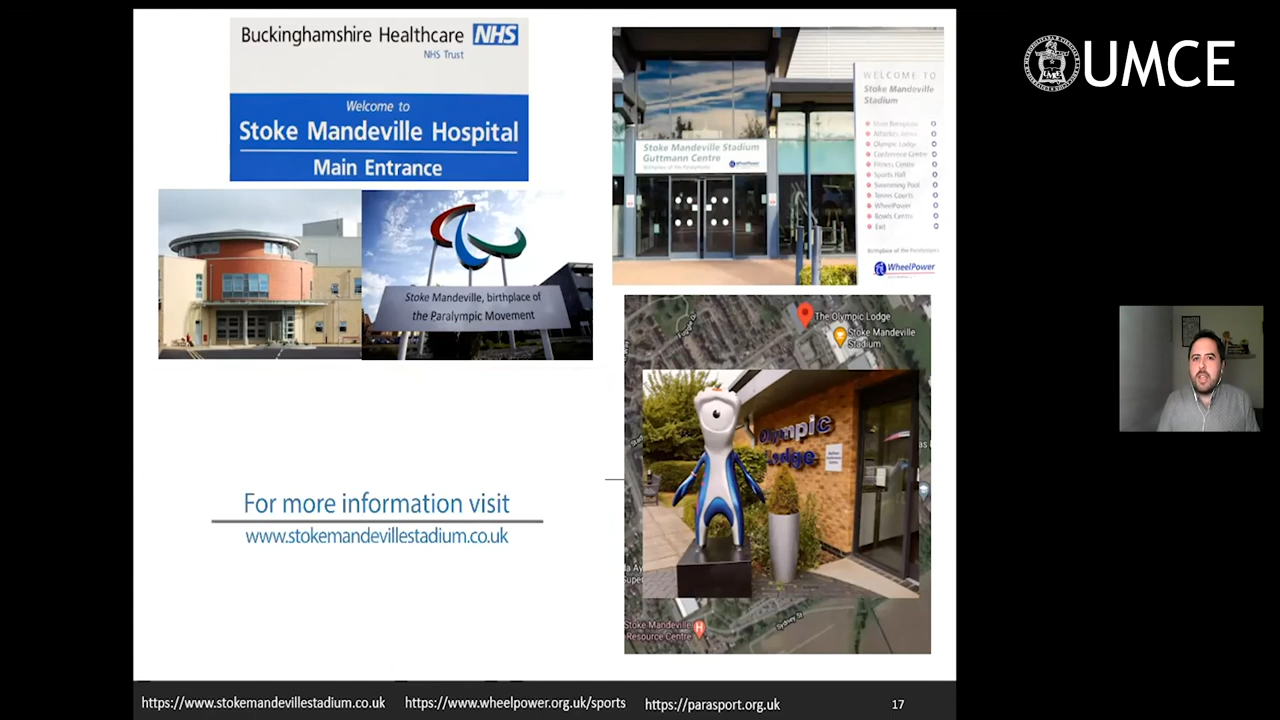 Buckinghamshire Healthcare NHS
NHS Trust
Welcome to
Stoke Mandeville Hospital
Main Entrance
Stoke Mandeville, birthplace of
the Paralympic Movement
Stoke Mandeville Stadium
Guttmann Centre
Birthplace of the Paralympics
WheelPower
WELCOME TO
Stoke Mandeville
Stadium
Main Reception
Athletics Arena
Olympic Lodge
Conference Centre
Fitness Centre
Sports Hall
Swimming Pool
Tennis Courts
WheelPower
Bowls Centre
Exit
Birthplace of the Paralympics
WheelPower
UMCE
The Olympic Lodge
Stoke Mandeville
Stadium
Olympic
Lodge
Stoke Mandeville
Resource Centre
Sydney St
For more information visit
www.stokemandevillestadium.co.uk
https://www.stokemandevillestadium.co.uk
https://www.wheelpower.org.uk/sports
https://parasport.org.uk
17